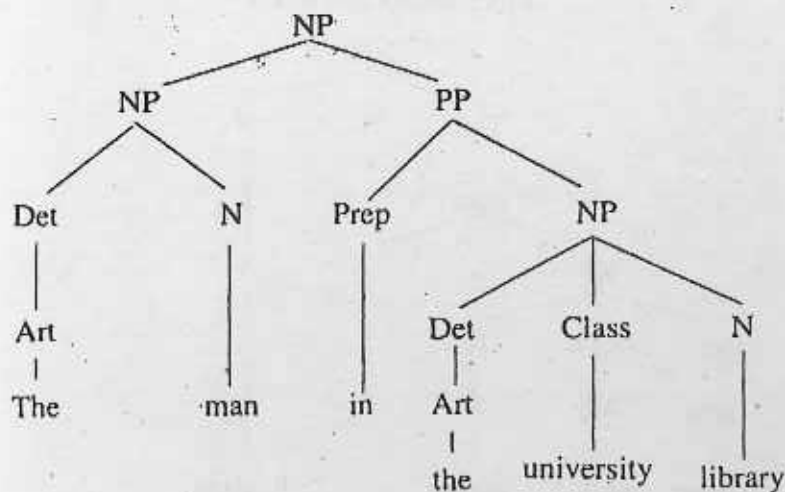 NP
NP PP
Det N Prep NP
Art Det Class N
The man in Art
the university library